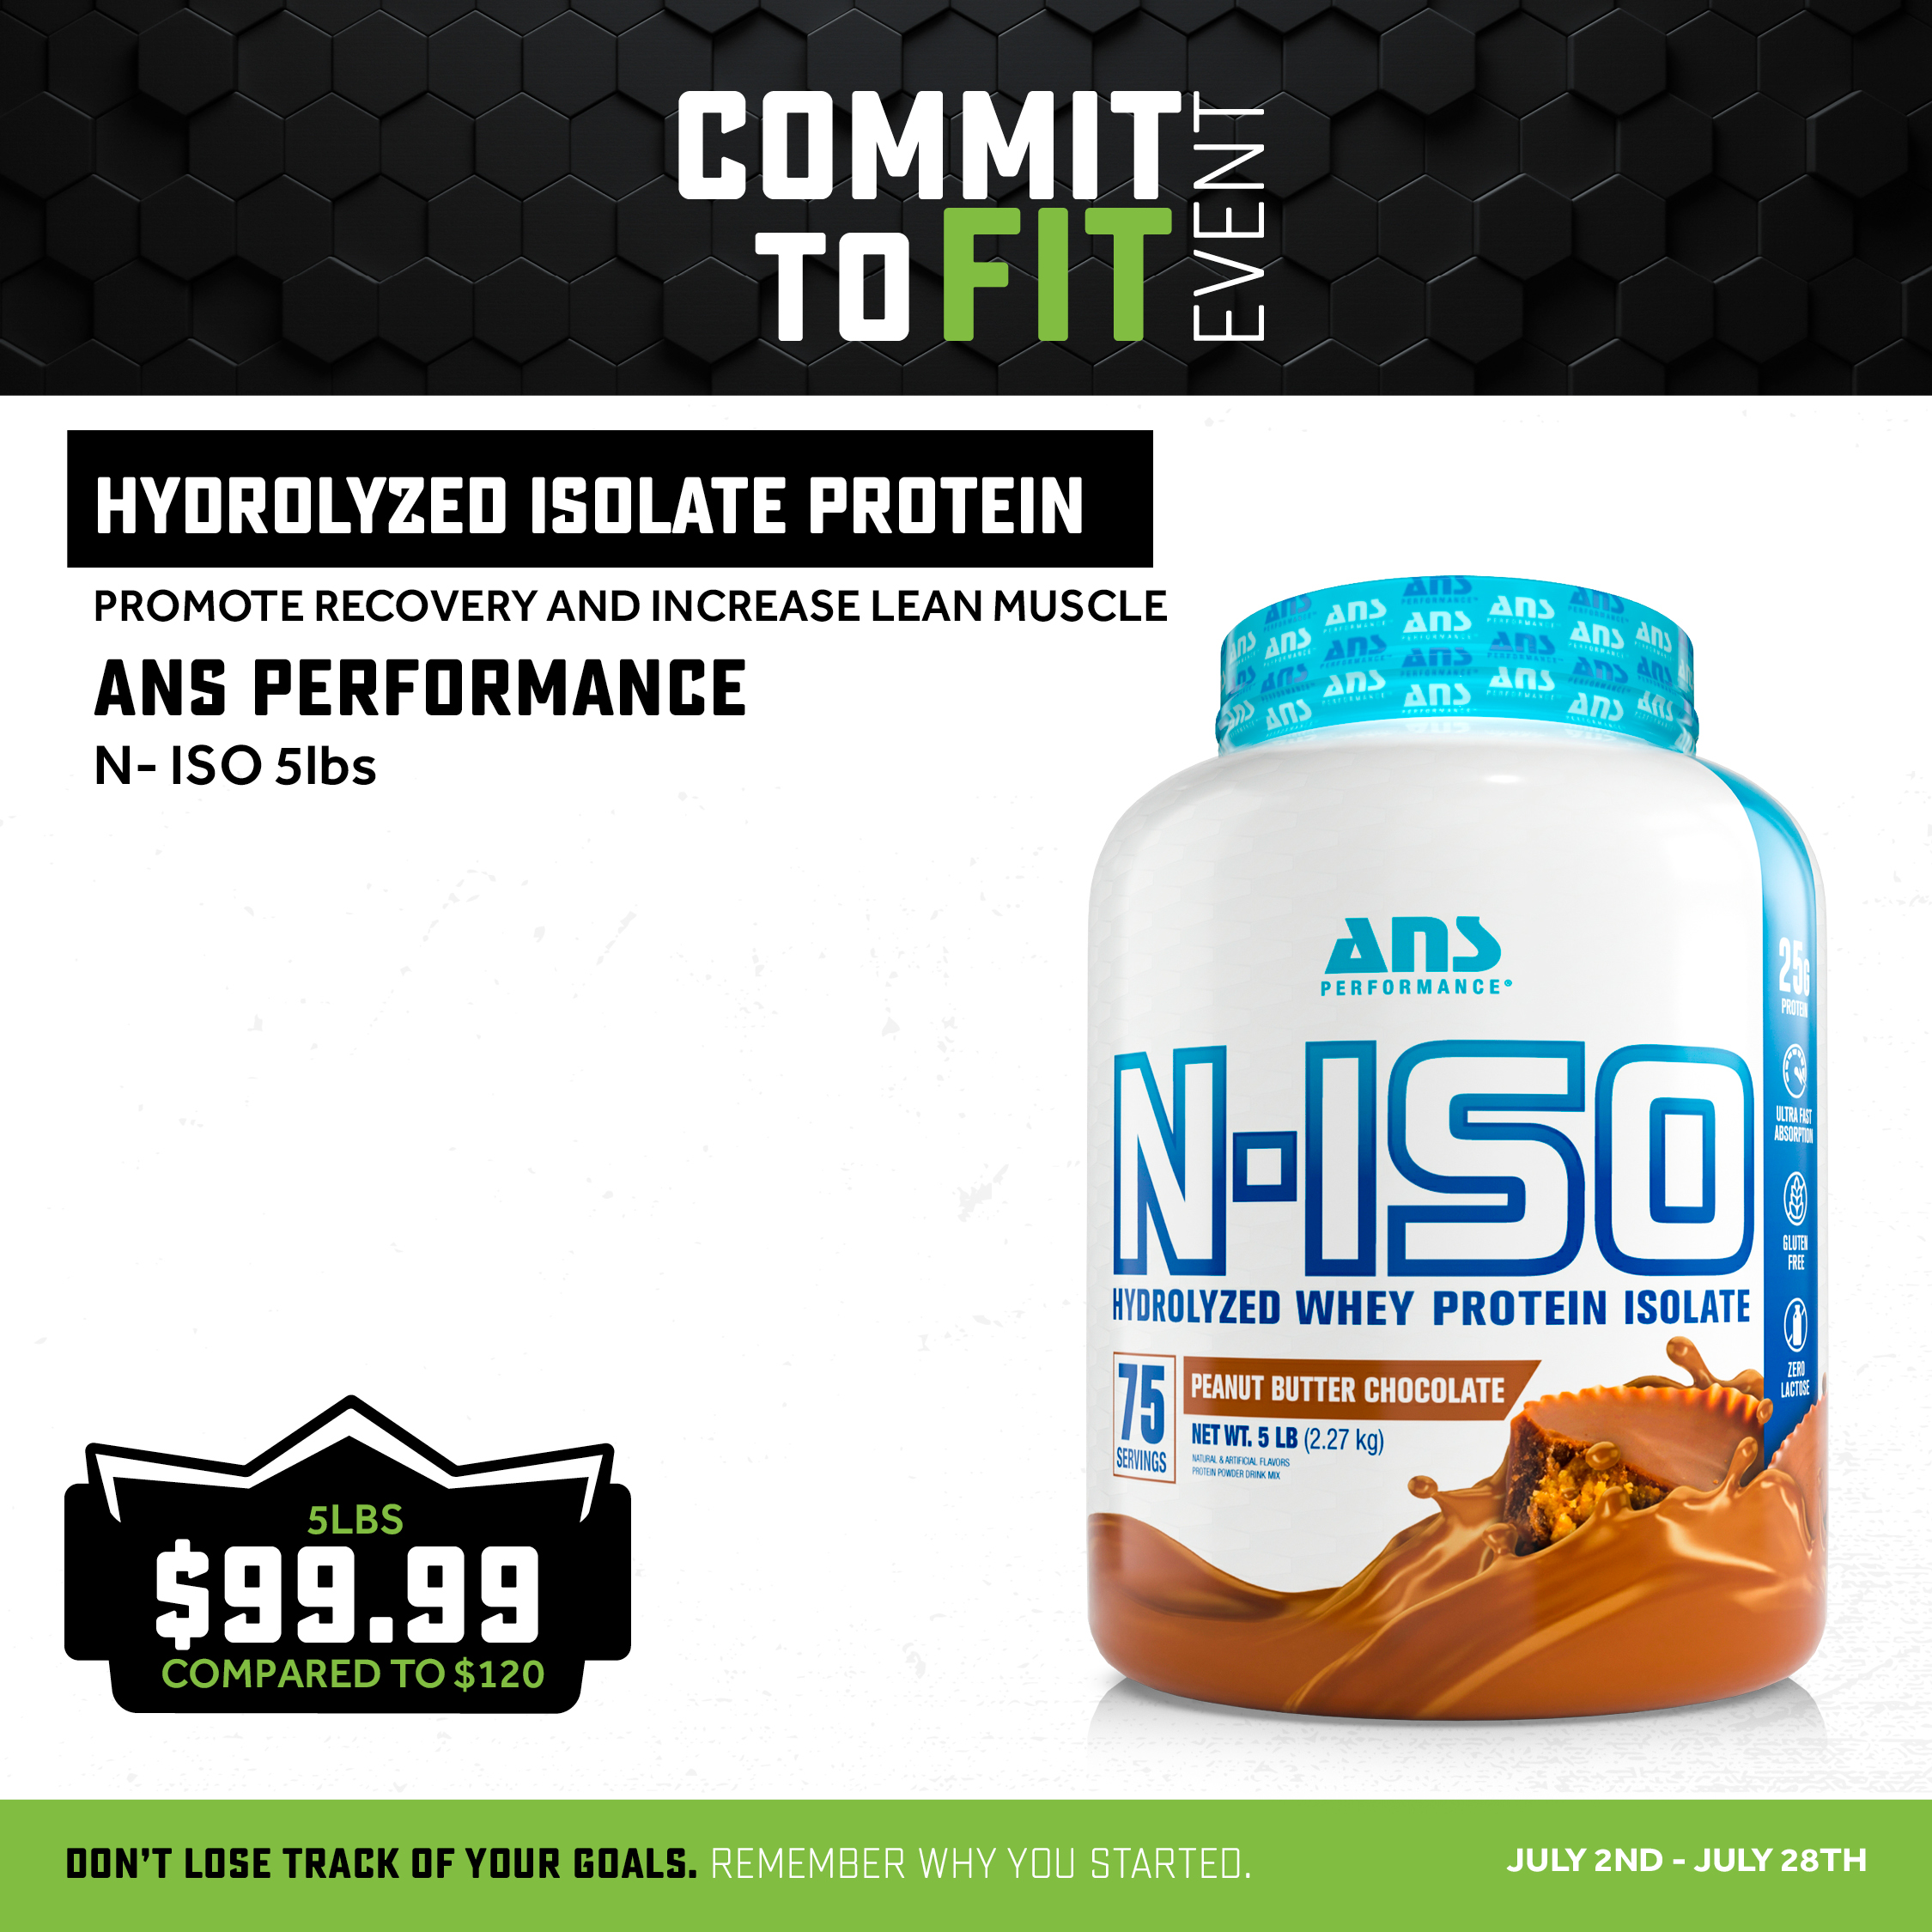 COMMIT
TO FIT
EVENT
HYDROLYZED ISOLATE PROTEIN
PROMOTE RECOVERY AND INCREASE LEAN MUSCLE
ANS PERFORMANCE
N- ISO 5lbs
ans
PERFORMANCE®
N-ISO
HYDROLYZED WHEY PROTEIN ISOLATE
75
SERVINGS
PEANUT BUTTER CHOCOLATE
NET WT. 5 LB (2.27 kg)
NATURAL & ARTIFICIAL FLAVORS
PROTEIN POWDER DRINK MIX
25G
PROTEIN
ULTRA FAST
ABSORPTION
GLUTEN
FREE
ZERO
LACTOSE
5LBS
$99.99
COMPARED TO $120
DON'T LOSE TRACK OF YOUR GOALS. REMEMBER WHY YOU STARTED.
JULY 2ND - JULY 28TH